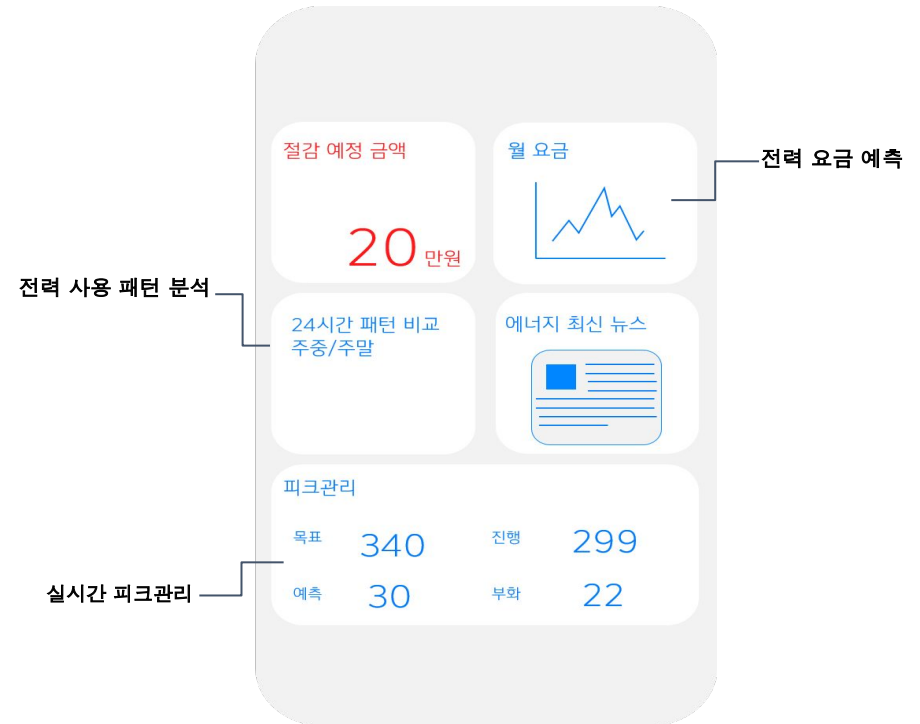 절감 예정 금액
20 만원
월 요금
전력 요금 예측
전력 사용 패턴 분석
24시간 패턴 비교
주중/주말
에너지 최신 뉴스
피크관리
목표 340 진행 299
실시간 피크관리
예측 30 부화 22